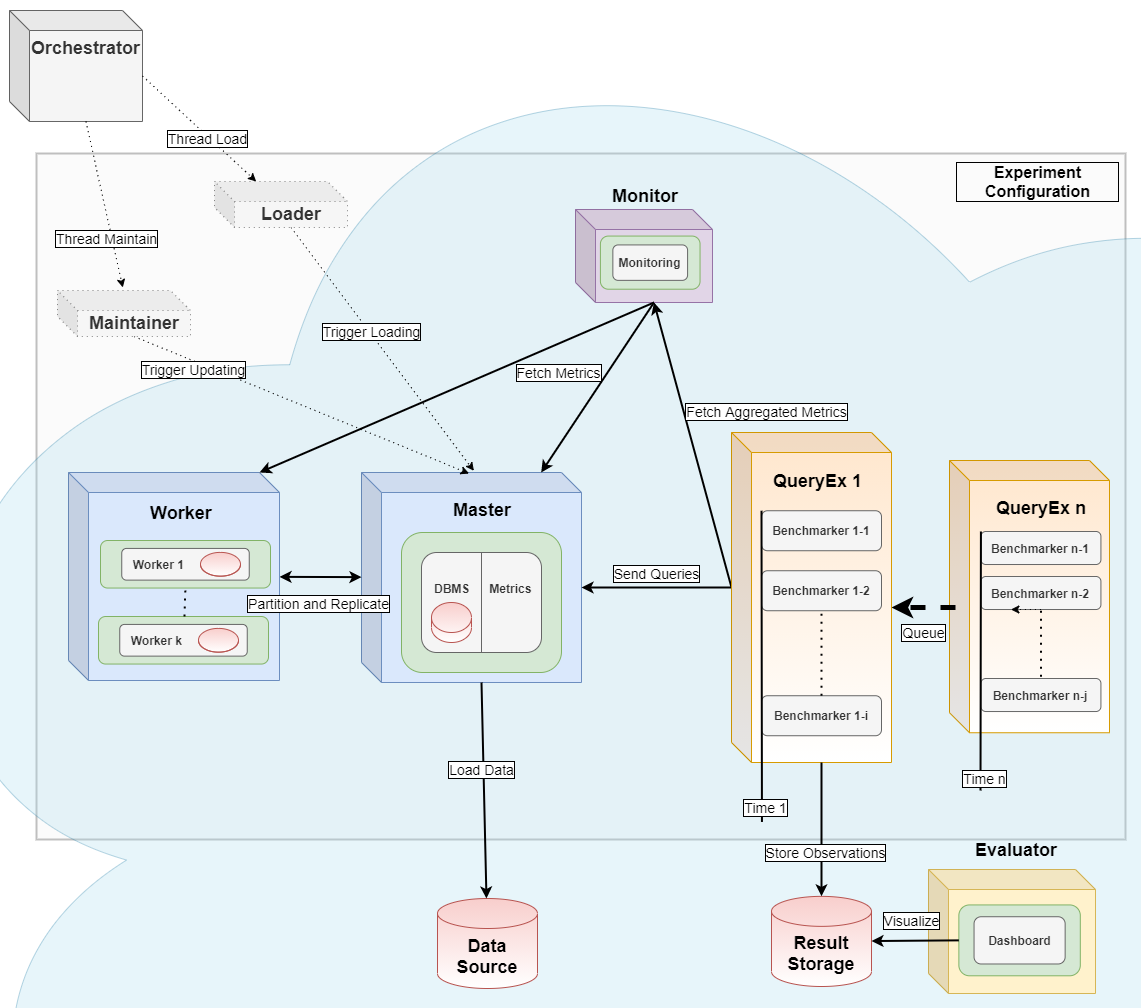 Orchestrator
Thread Load
Experiment
Configuration
Monitor
Loader
Thread Maintain
Monitoring
Maintainer
Trigger Loading
Trigger Updating
Fetch Metrics
Fetch Aggregated Metrics
QueryEx 1
QueryEx n
Worker
Master
Benchmarker 1-1
Benchmarker n-1
Worker 1
DBMS
Metrics
Send Queries
Benchmarker 1-2
Benchmarker n-2
Partition and Replicate
Queue
Worker k
Benchmarker 1-i
Benchmarker n-j
Load Data
Time n
Time 1
Store Observations
Evaluator
Visualize
Data
Source
Result
Storage
Dashboard